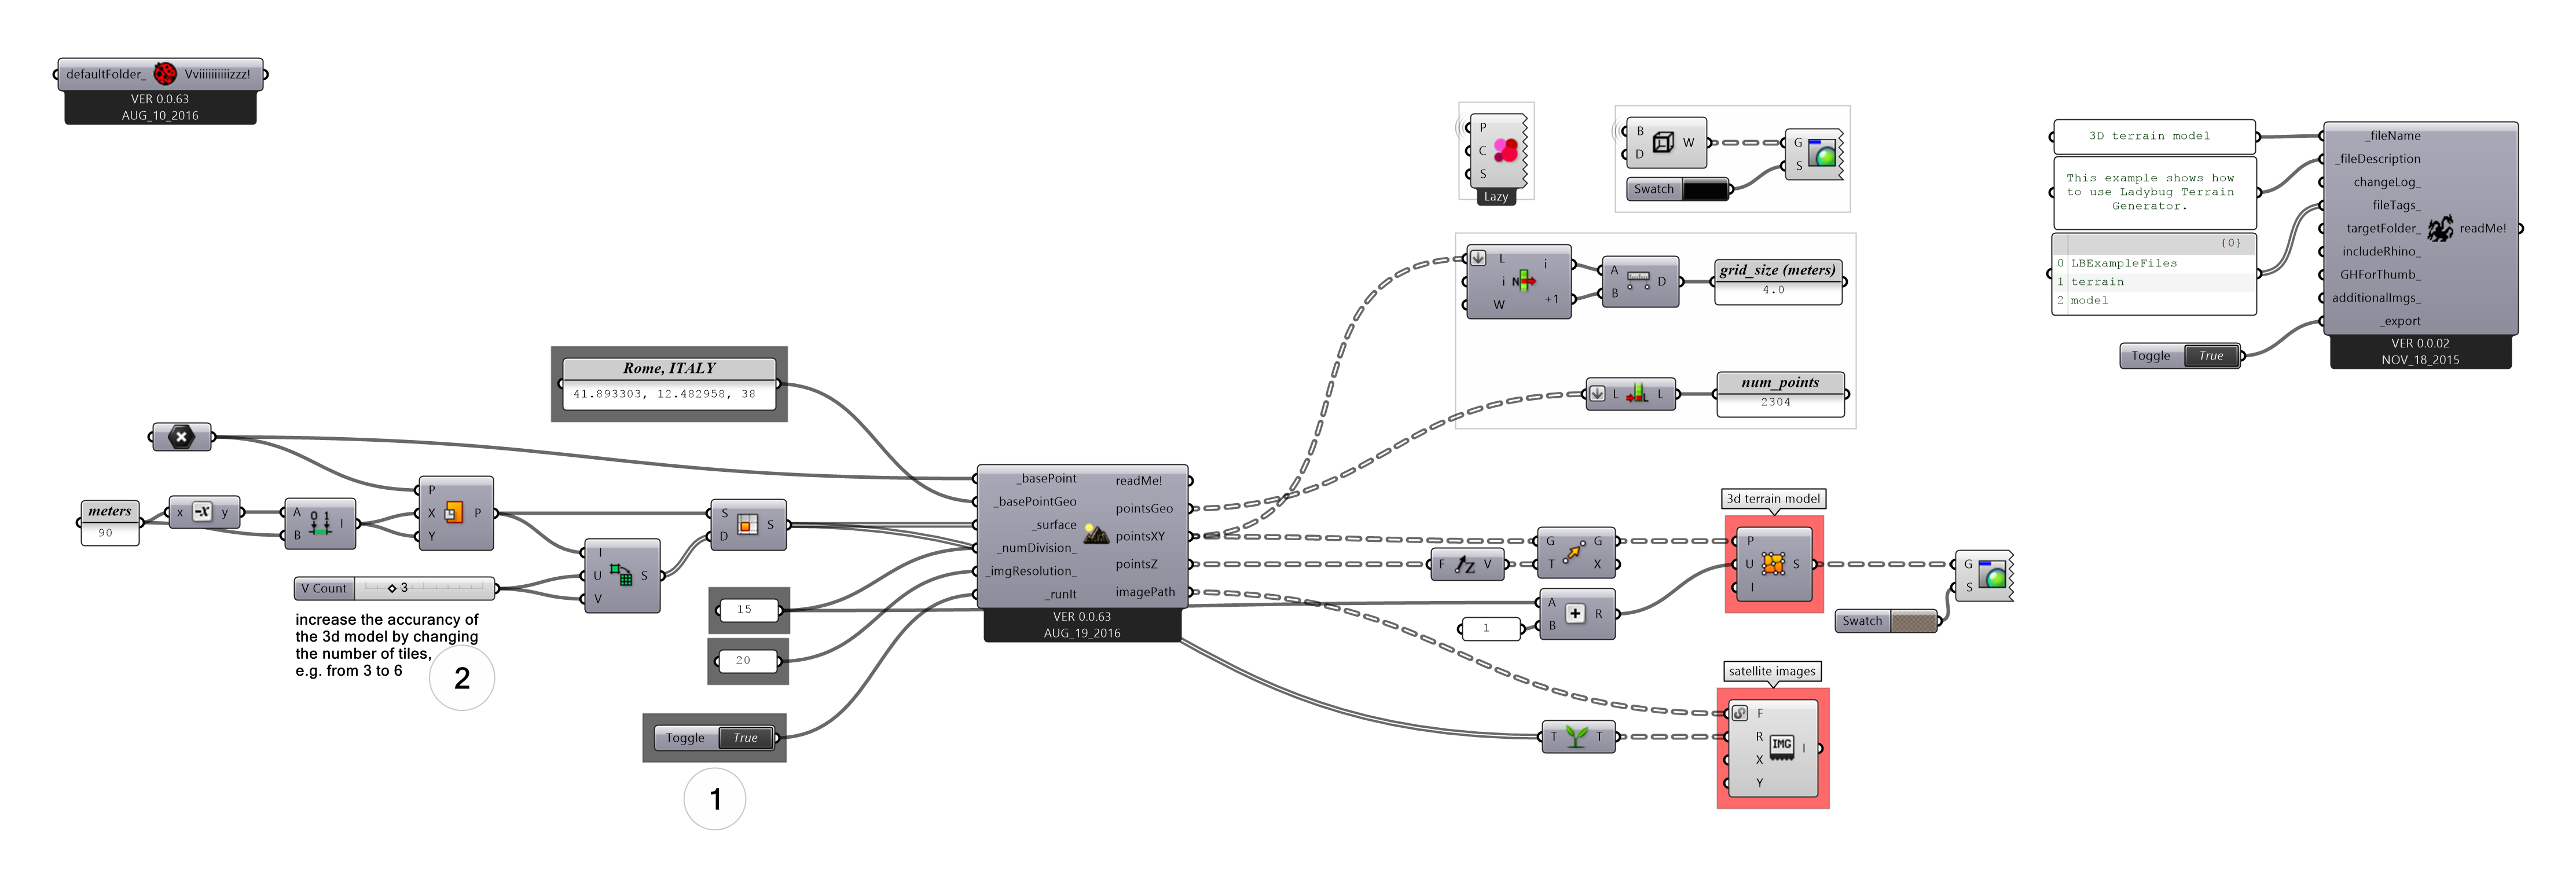 defaultFolder_ Vviiiiiiiiiizzz!
VER 0.0.63
AUG_10_2016
P
C
S
Lazy
B
D
W
G
S
Swatch
3D terrain model
This example shows how
to use Ladybug Terrain
Generator.
{0}
0 LBExampleFiles
1 terrain
2 model
Toggle True
_fileName
_fileDescription
changeLog_
fileTags_
targetFolder_
includeRhino_
GHForThumb_
additionalImgs_
_export
readMe!
VER 0.0.02
NOV_18_2015
L
i
W
N
i
+1
A
B
D
grid_size (meters)
4.0
L L
num_points
2304
Rome, ITALY
41.893303, 12.482958, 38
meters
90
x -x y
A
B
0 1
I
P
X
Y
P
V Count 3
increase the accurancy of
the 3d model by changing
the number of tiles,
e.g. from 3 to 6
2
I
U
V
S
S
D
S
15
20
Toggle True
1
_basePoint
_basePointGeo
_surface
_numDivision_
_imgResolution_
_runIt
readMe!
pointsGeo
pointsXY
pointsZ
imagePath
VER 0.0.63
AUG_19_2016
F Z V
G
T
G
X
1
A
B
R
3d terrain model
P
U
I
S
G
S
Swatch
T T
satellite images
F
R
X
Y
IMG
I